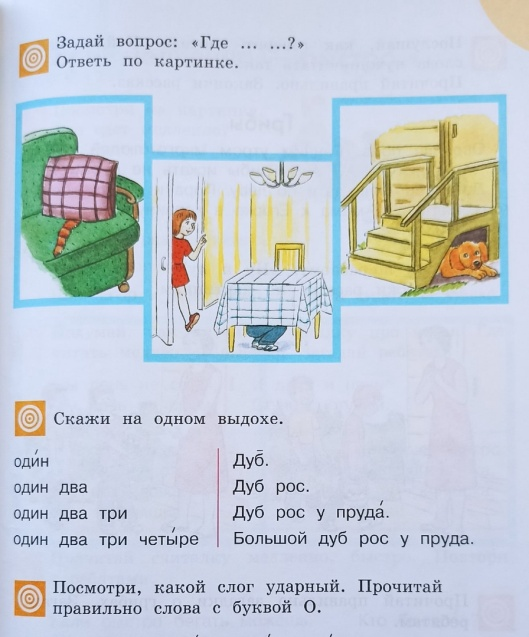 Задай вопрос: «Где ... ...?»
Ответь по картинке.
Скажи на одном выдохе.
оди́н
один два
один два три
один два три четы́ре
Дуб̄.
Дуб рос.
Дуб рос у пруда́.
Большой дуб рос у пруда.
Посмотри, какой слог ударный. Прочитай
правильно слова с буквой О.